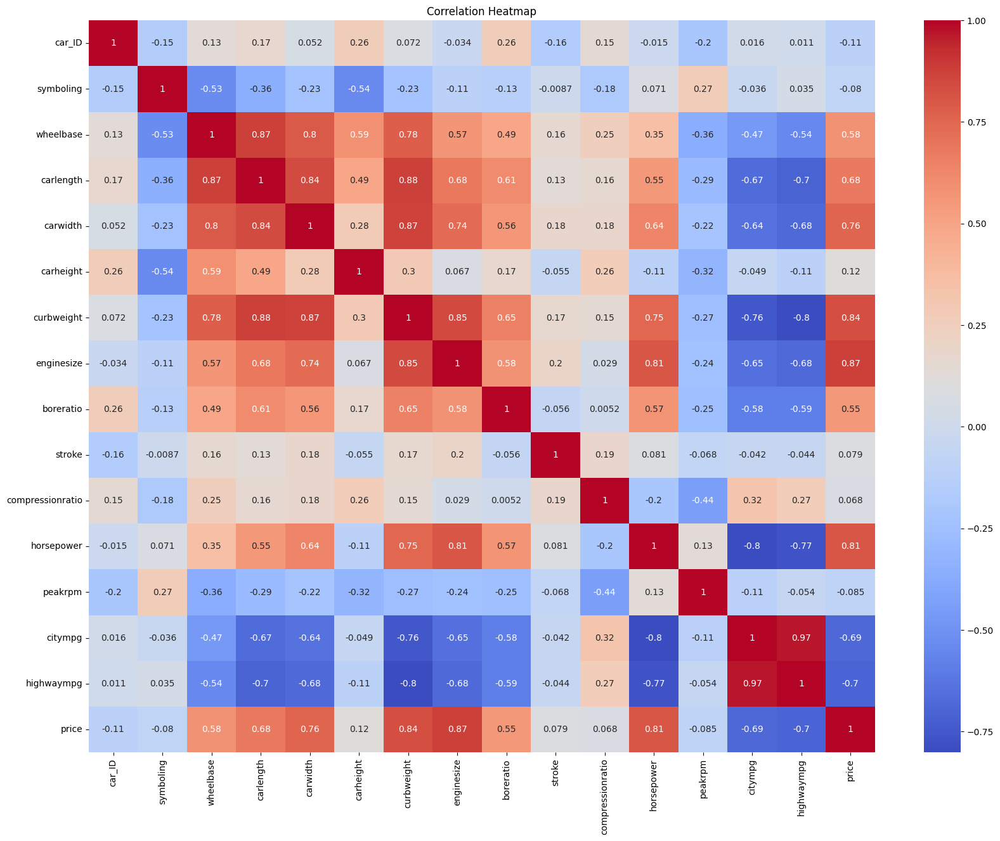 Correlation Heatmap
car_ID 1 -0.15 0.13 0.17 0.052 0.26 0.072 -0.034 0.26 -0.16 0.15 -0.015 -0.2 0.016 0.011 -0.11
symboling -0.15 1 -0.53 -0.36 -0.23 -0.54 -0.23 -0.11 -0.13 -0.0087 -0.18 0.071 0.27 -0.036 0.035 -0.08
wheelbase 0.13 -0.53 1 0.87 0.8 0.59 0.78 0.57 0.49 0.16 0.25 0.35 -0.36 -0.47 -0.54 0.58
carlength 0.17 -0.36 0.87 1 0.84 0.49 0.88 0.68 0.61 0.13 0.16 0.55 -0.29 -0.67 -0.7 0.68
carwidth 0.052 -0.23 0.8 0.84 1 0.28 0.87 0.74 0.56 0.18 0.18 0.64 -0.22 -0.64 -0.68 0.76
carheight 0.26 -0.54 0.59 0.49 0.28 1 0.3 0.067 0.17 -0.055 0.26 -0.11 -0.32 -0.049 -0.11 0.12
curbweight 0.072 -0.23 0.78 0.88 0.87 0.3 1 0.85 0.65 0.17 0.15 0.75 -0.27 -0.76 -0.8 0.84
enginesize -0.034 -0.11 0.57 0.68 0.74 0.067 0.85 1 0.58 0.2 0.029 0.81 -0.24 -0.65 -0.68 0.87
boreratio 0.26 -0.13 0.49 0.61 0.56 0.17 0.65 0.58 1 -0.056 0.0052 0.57 -0.25 -0.58 -0.59 0.55
stroke -0.16 -0.0087 0.16 0.13 0.18 -0.055 0.17 0.2 -0.056 1 0.19 0.081 -0.068 -0.042 -0.044 0.079
compressionratio 0.15 -0.18 0.25 0.16 0.18 0.26 0.15 0.029 0.0052 0.19 1 -0.2 -0.44 0.32 0.27 0.068
horsepower -0.015 0.071 0.35 0.55 0.64 -0.11 0.75 0.81 0.57 0.081 -0.2 1 0.13 -0.8 -0.77 0.81
peakrpm -0.2 0.27 -0.36 -0.29 -0.22 -0.32 -0.27 -0.24 -0.25 -0.068 -0.44 0.13 1 -0.11 -0.054 -0.085
citympg 0.016 -0.036 -0.47 -0.67 -0.64 -0.049 -0.76 -0.65 -0.58 -0.042 0.32 -0.8 -0.11 1 0.97 -0.69
highwaympg 0.011 0.035 -0.54 -0.7 -0.68 -0.11 -0.8 -0.68 -0.59 -0.044 0.27 -0.77 -0.054 0.97 1 -0.7
price -0.11 -0.08 0.58 0.68 0.76 0.12 0.84 0.87 0.55 0.079 0.068 0.81 -0.085 -0.69 -0.7 1
car_ID symboling wheelbase carlength carwidth carheight curbweight enginesize boreratio stroke compressionratio horsepower peakrpm citympg highwaympg price
1.00
0.75
0.50
0.25
0.00
−0.25
−0.50
−0.75